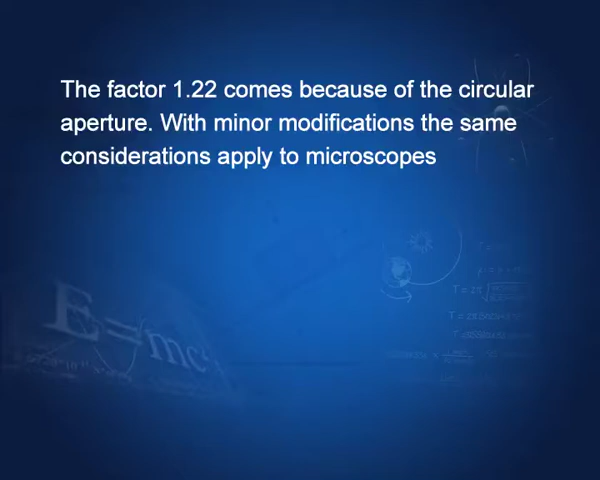 The factor 1.22 comes because of the circular
aperture. With minor modifications the same
considerations apply to microscopes
E=mc²